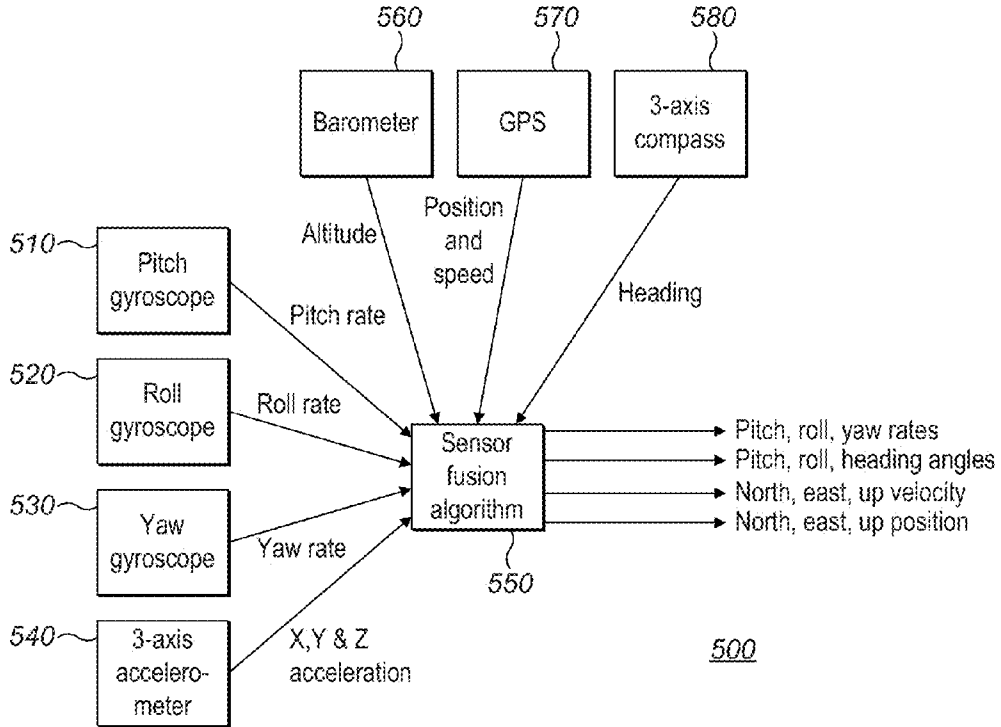 560
570
580
Barometer
GPS
3-axis
compass
Altitude
Position
and
speed
Heading
510
Pitch
gyroscope
Pitch rate
520
Roll
gyroscope
Roll rate
530
Yaw
gyroscope
Yaw rate
540
3-axis
accelero-
meter
X,Y & Z
acceleration
Sensor
fusion
algorithm
550
Pitch, roll, yaw rates
Pitch, roll, heading angles
North, east, up velocity
North, east, up position
500